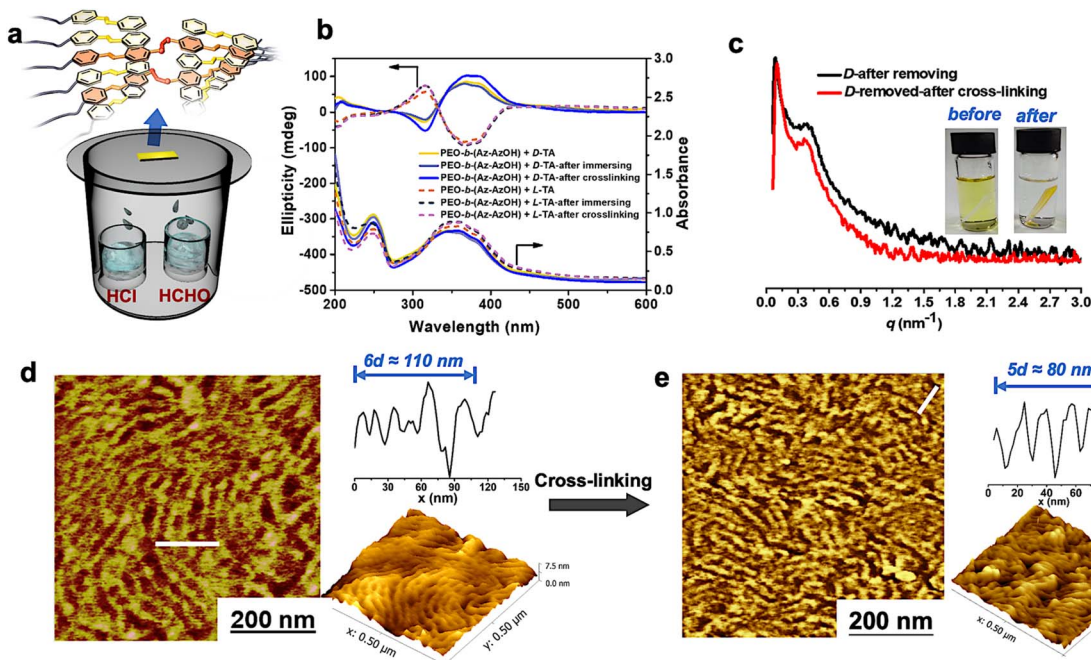 a
HCl
HCHO
b
100
0
-100
-200
-300
-400
-500
Ellipticity (mdeg)
3.0
2.5
2.0
1.5
1.0
0.5
0.0
Absorbance
PEO-b-(Az-AzOH) + D-TA
PEO-b-(Az-AzOH) + D-TA-after immersing
PEO-b-(Az-AzOH) + D-TA-after crosslinking
PEO-b-(Az-AzOH) + L-TA
PEO-b-(Az-AzOH) + L-TA-after immersing
PEO-b-(Az-AzOH) + L-TA-after crosslinking
200 300 400 500 600
Wavelength (nm)
c
D-after removing
D-removed-after cross-linking
before after
0.0 0.3 0.6 0.9 1.2 1.5 1.8 2.1 2.4 2.7 3.0
q (nm-1)
d
200 nm
6d ≈ 110 nm
0 30 60 90 120 150
x (nm)
7.5 nm
0.0 nm
x: 0.50 µm
y: 0.50 µm
Cross-linking
e
200 nm
5d ≈ 80 nm
0 20 40 60
x (nm)
x: 0.50 µm